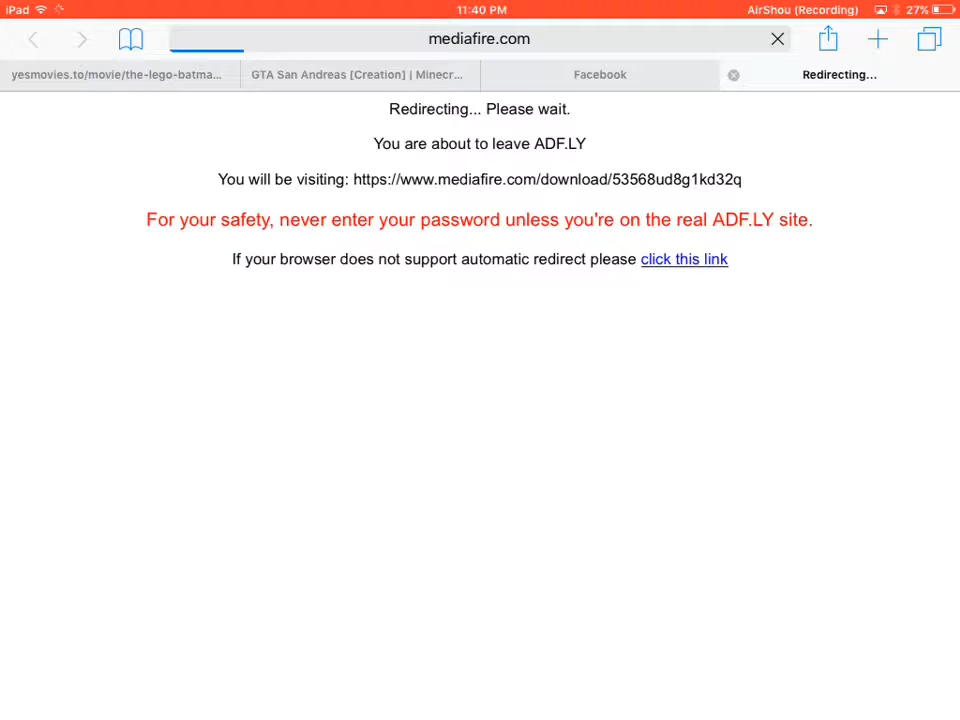 iPad 11:40 PM AirShou (Recording) 27%
mediafire.com
yesmovies.to/movie/the-lego-batma... GTA San Andreas [Creation] | Minecr... Facebook Redirecting...
Redirecting... Please wait.
You are about to leave ADF.LY
You will be visiting: https://www.mediafire.com/download/53568ud8g1kd32q
For your safety, never enter your password unless you're on the real ADF.LY site.
If your browser does not support automatic redirect please click this link